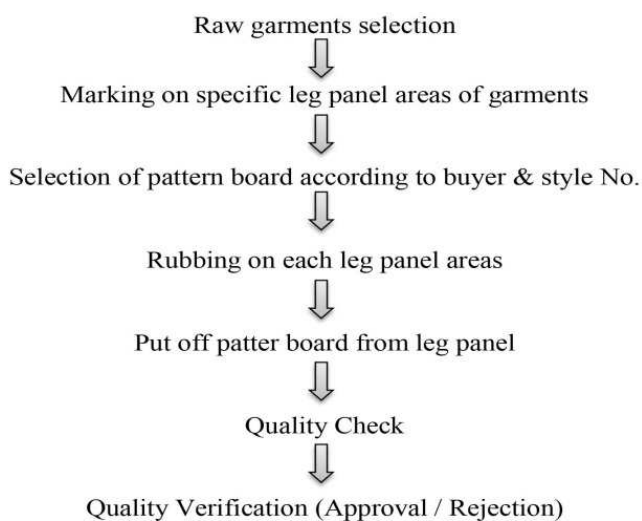 Raw garments selection
Marking on specific leg panel areas of garments
Selection of pattern board according to buyer & style No.
Rubbing on each leg panel areas
Put off patter board from leg panel
Quality Check
Quality Verification (Approval / Rejection)